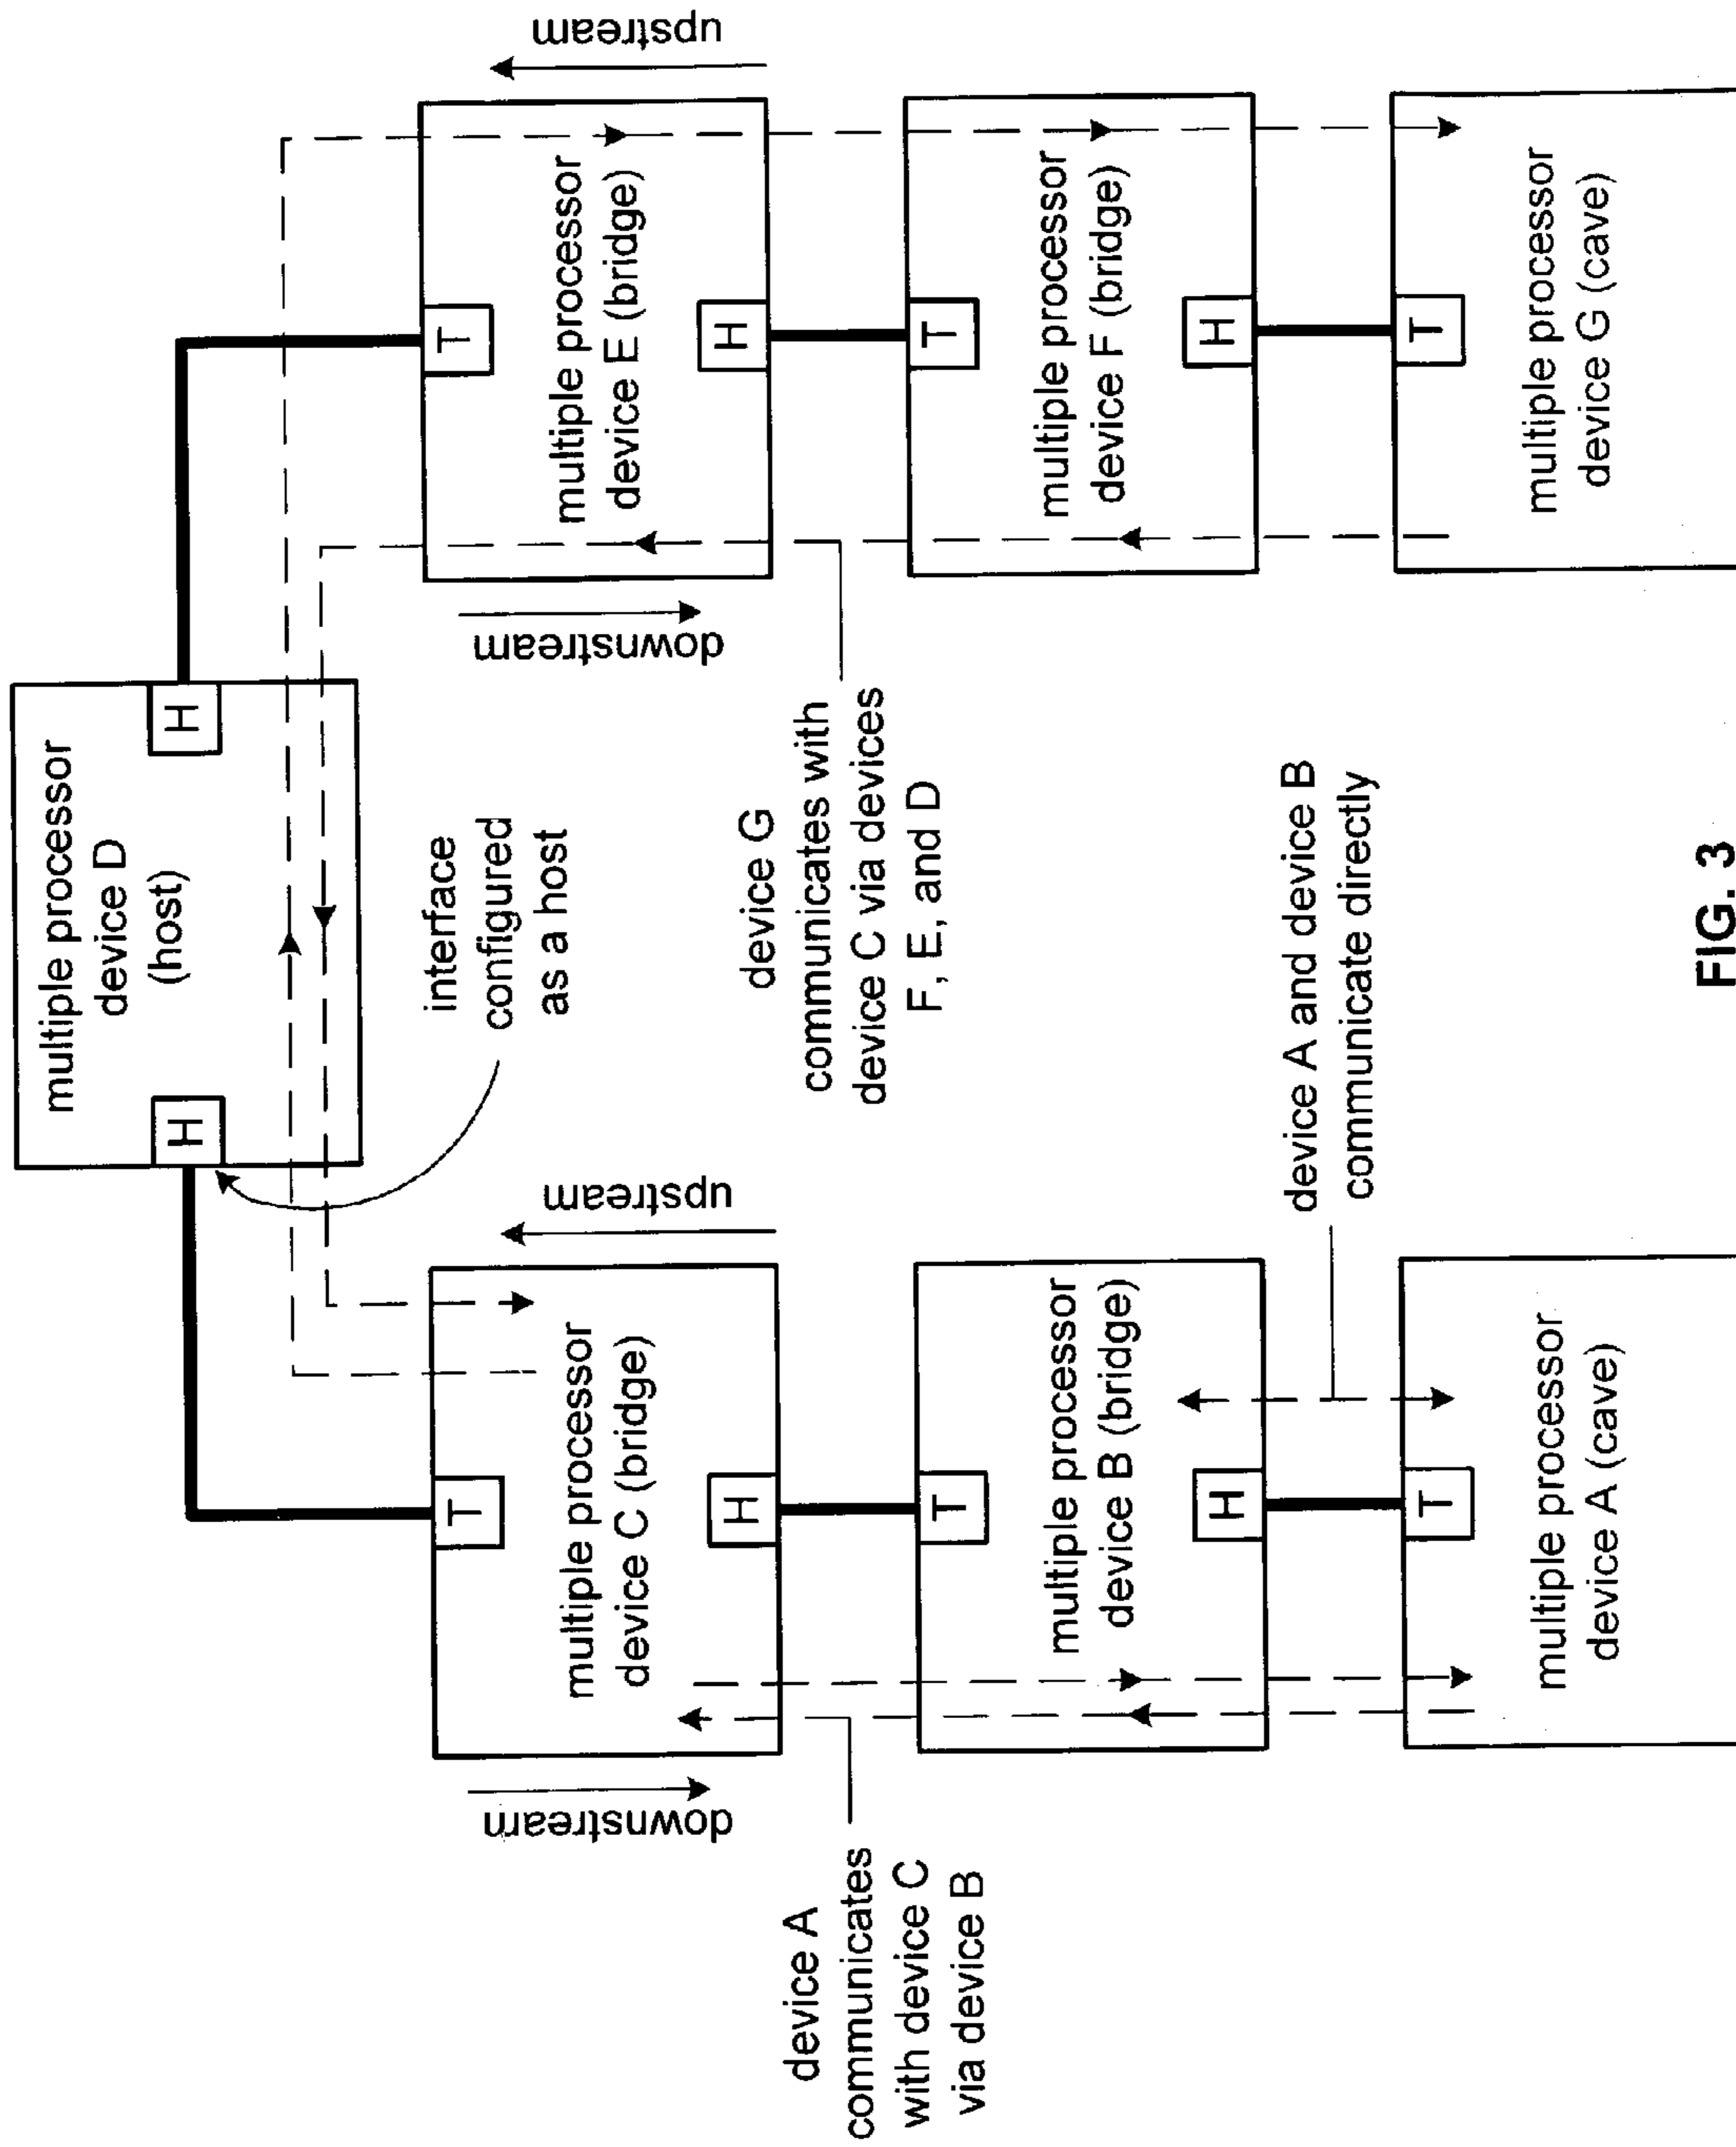 multiple processor
device D
(host)
H
H
interface
configured
as a host
upstream
downstream
T
multiple processor
device C (bridge)
H
device A
communicates
with device C
via device B
T
multiple processor
device B (bridge)
H
device A and device B
communicate directly
T
multiple processor
device A (cave)
upstream
downstream
T
multiple processor
device E (bridge)
H
device G
communicates with
device C via devices
F, E, and D
T
multiple processor
device F (bridge)
H
T
multiple processor
device G (cave)
FIG. 3